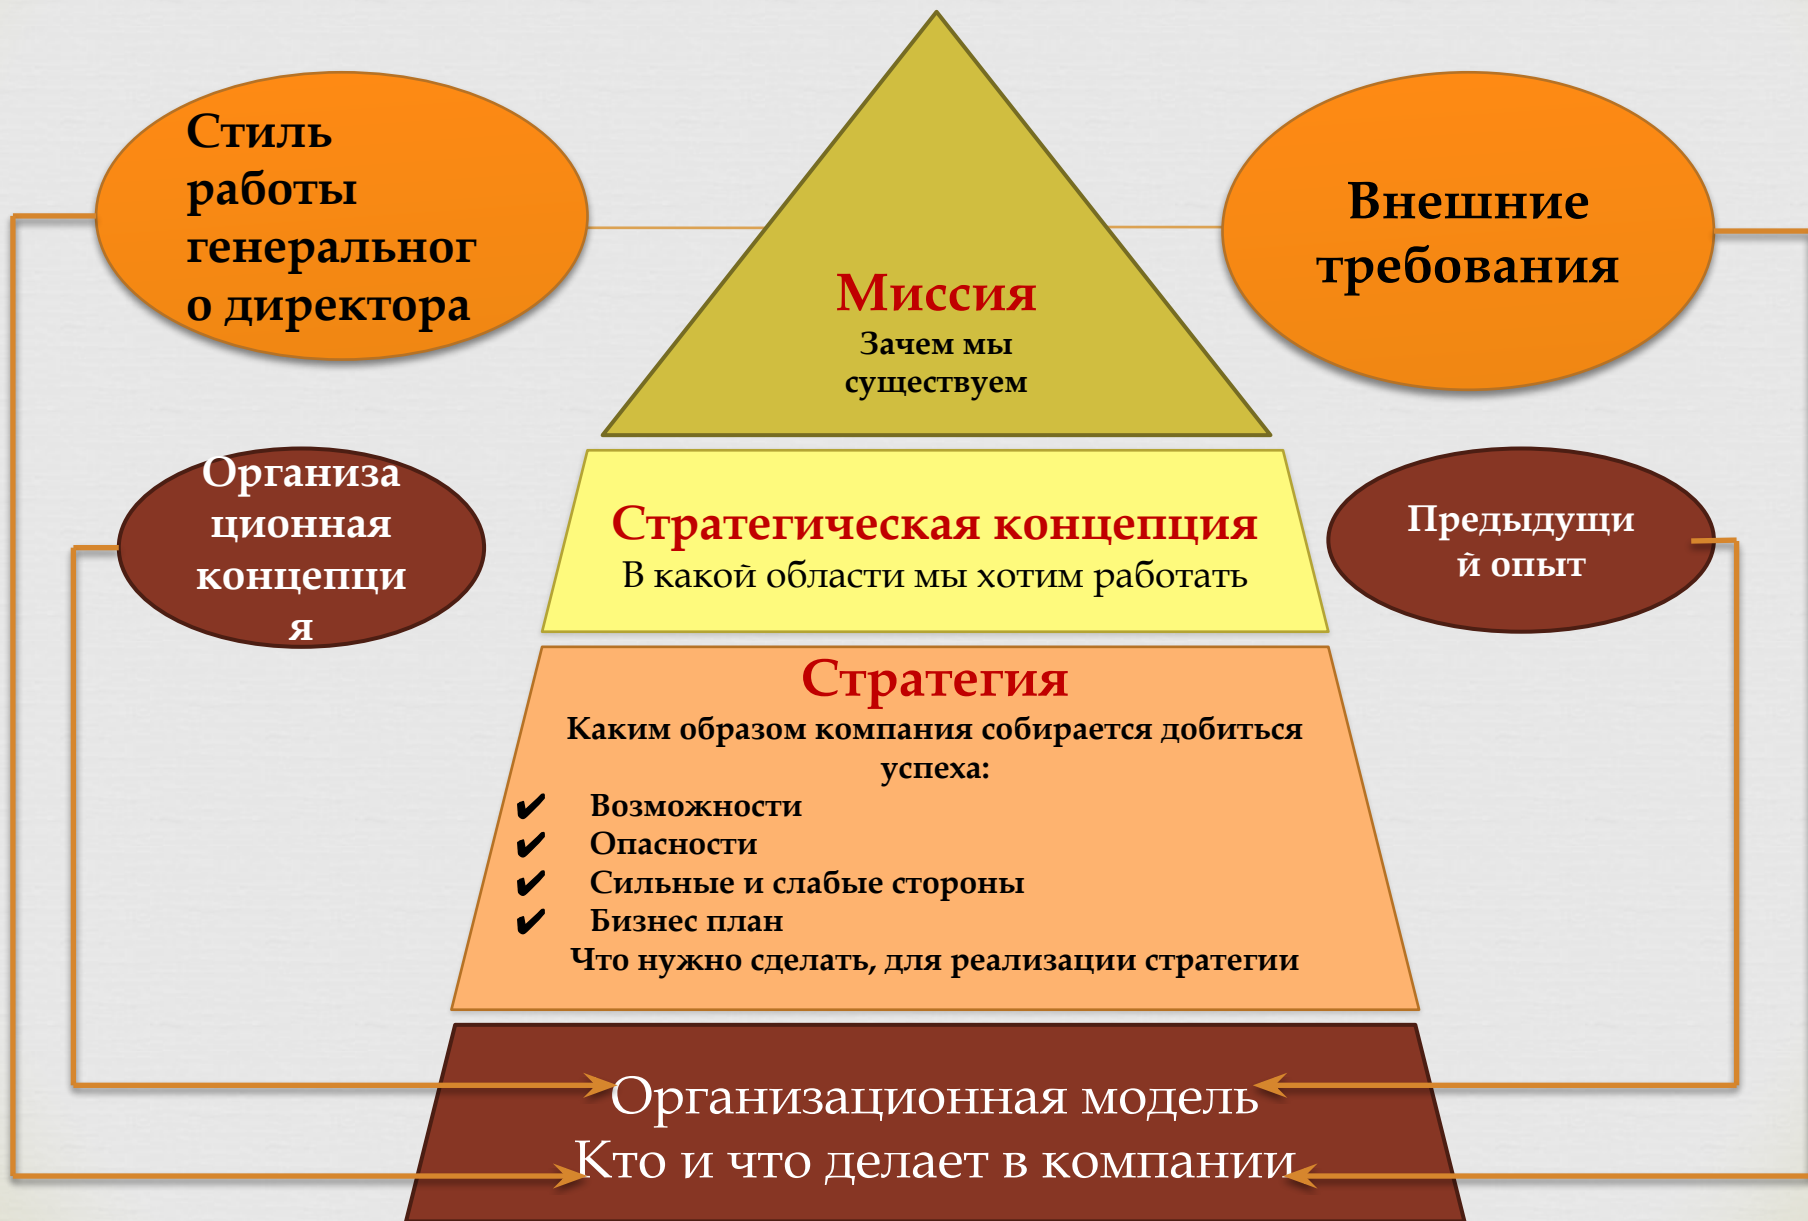 Стиль
работы
генеральног
о директора
Внешние
требования
Миссия
Зачем мы
существуем
Организа
ционная
концепци
я
Стратегическая концепция
В какой области мы хотим работать
Предыдущи
й опыт
Стратегия
Каким образом компания собирается добиться
успеха:
✔ Возможности
✔ Опасности
✔ Сильные и слабые стороны
✔ Бизнес план
Что нужно сделать, для реализации стратегии
Организационная модель
Кто и что делает в компании